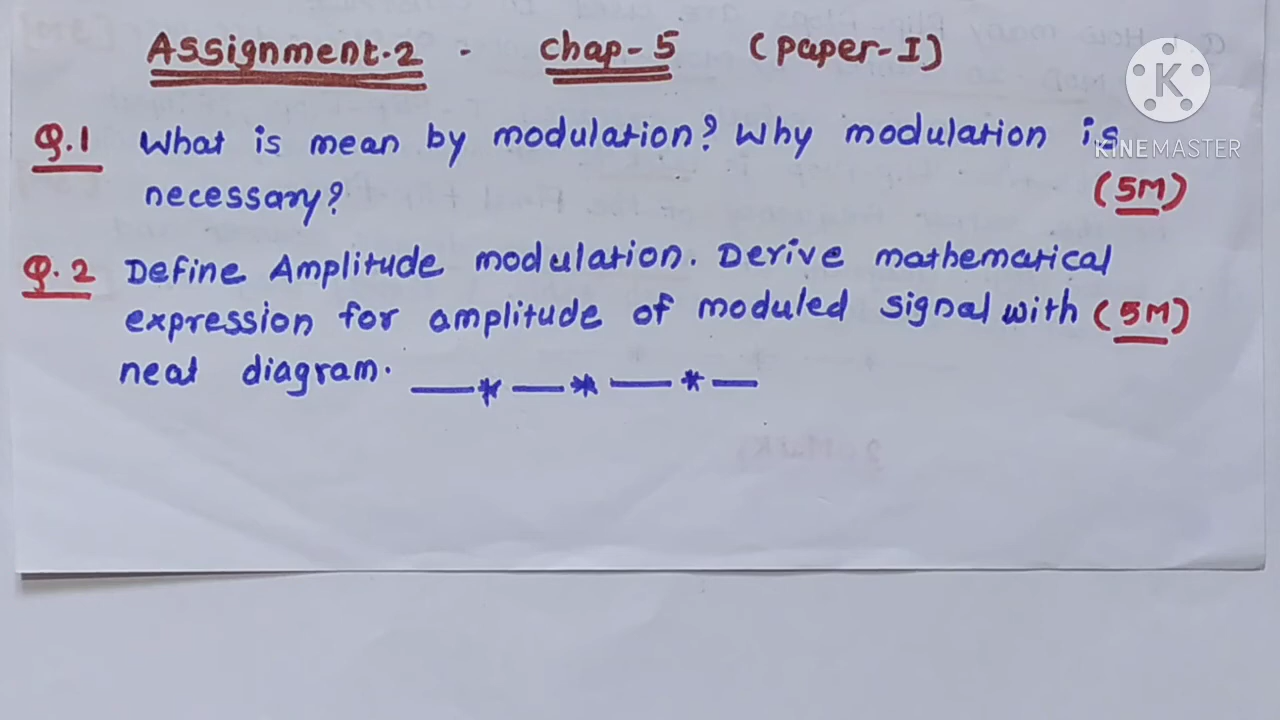 Assignment.2 - Chap-5 (Paper-I)
Q.1 What is mean by modulation? Why modulation is
necessary? (5M)
Q.2 Define Amplitude modulation. Derive mathematical
expression for amplitude of moduled signal with (5M)
neat diagram. —*—*—*—
K
KINEMASTER